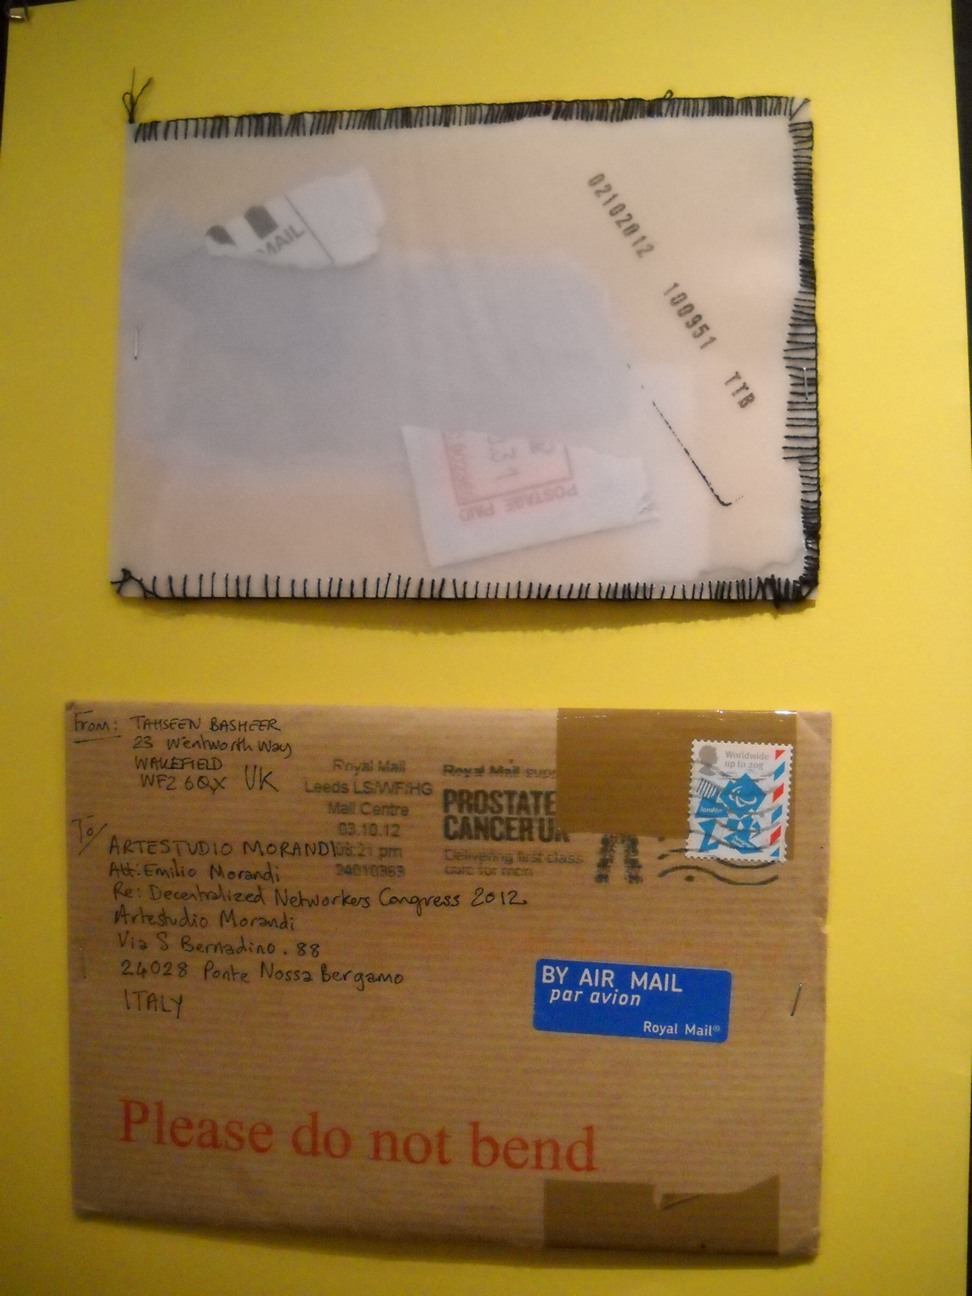 MAIL
02102012 100951 TTB
POSTAGE PAID
From: TAHSEEN BASHEER
23 Wentworth Way
WAKEFIELD
WF2 6QX UK
Royal Mail
Leeds LS/WF/HG
Mail Centre
03.10.12
08:21 pm
24010363
Royal Mail
PROSTATE
CANCER UK
Delivering first class
care for men
Worldwide
up to 20g
london
To/
ARTESTUDIO MORANDI
Att: Emilio Morandi
Re: Decentralized Networkers Congress 2012
Artestudio Morandi
Via S Bernadino . 88
24028 Ponte Nossa Bergamo
ITALY
BY AIR MAIL
par avion
Royal Mail®
Please do not bend